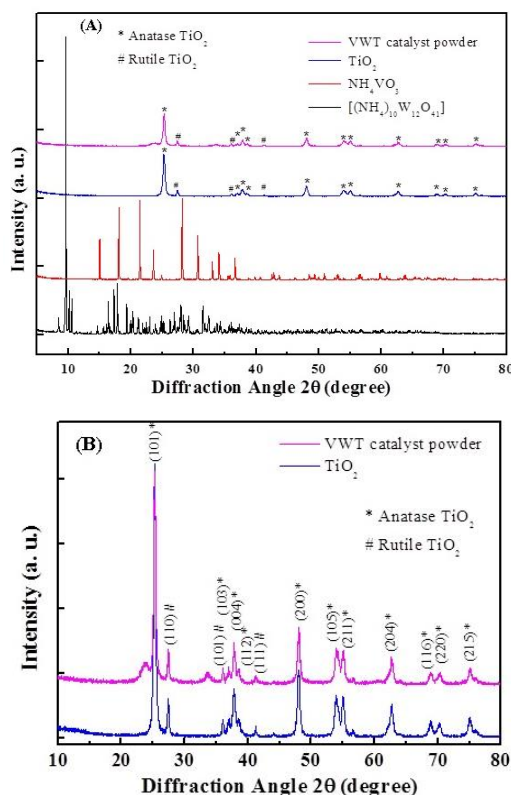 (A)
* Anatase TiO₂
# Rutile TiO₂
VWT catalyst powder
TiO₂
NH₄VO₃
[(NH₄)₁₀W₁₂O₄₁]
* # * * * # * * * * * * *
* # # * * * # * * * * * * *
Intensity (a. u.)
10 20 30 40 50 60 70 80
Diffraction Angle 2θ (degree)
(B)
VWT catalyst powder
TiO₂
* Anatase TiO₂
# Rutile TiO₂
(101)*
(110)#
(101)#
(103)*
(004)*
(112)*
(111)#
(200)*
(105)*
(211)*
(204)*
(116)*
(220)*
(215)*
Intensity (a. u.)
10 20 30 40 50 60 70 80
Diffraction Angle 2θ (degree)